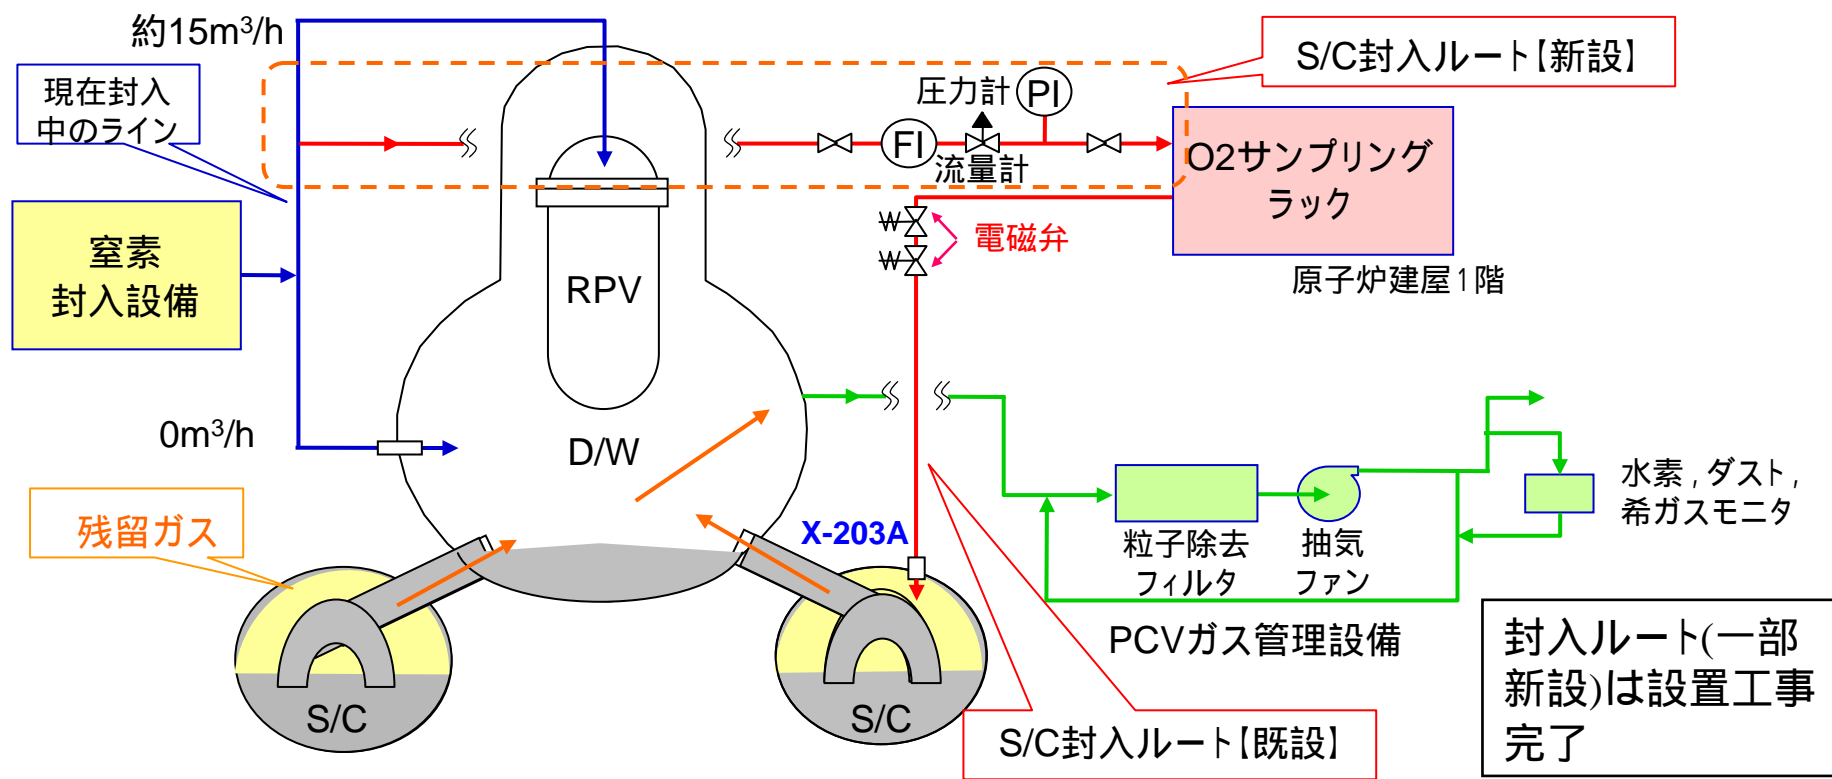 約15m³/h
現在封入
中のライン
窒素
封入設備
0m³/h
残留ガス
RPV
D/W
S/C
S/C
X-203A
圧力計
PI
FI
流量計
S/C封入ルート【新設】
O2サンプリング
ラック
電磁弁
原子炉建屋1階
水素,ダスト,
希ガスモニタ
粒子除去
フィルタ
抽気
ファン
PCVガス管理設備
S/C封入ルート【既設】
封入ルート(一部
新設)は設置工事
完了